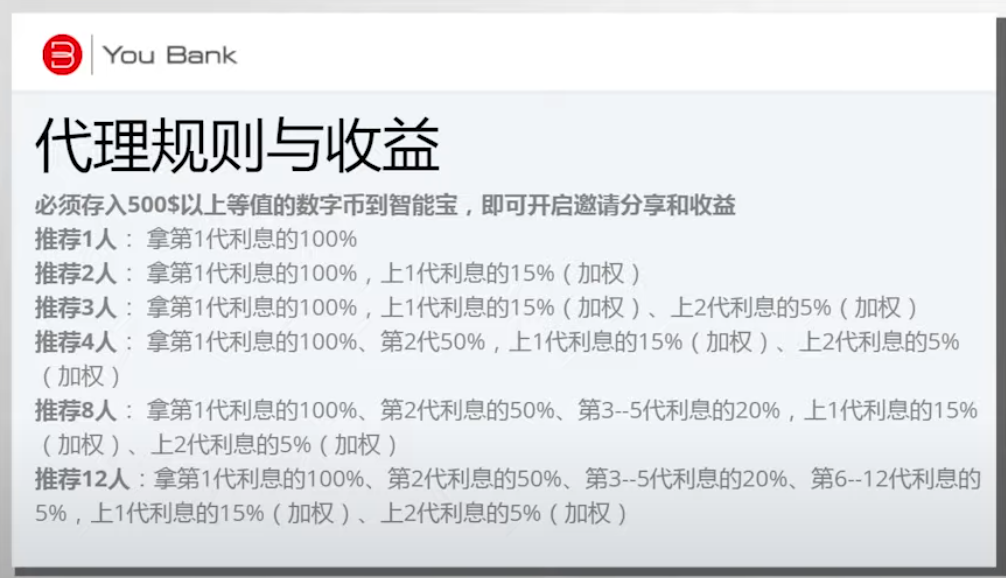 You Bank
代理规则与收益
必须存入500$以上等值的数字币到智能宝，即可开启邀请分享和收益
推荐1人： 拿第1代利息的100%
推荐2人： 拿第1代利息的100%，上1代利息的15%（加权）
推荐3人： 拿第1代利息的100%，上1代利息的15%（加权）、上2代利息的5%（加权）
推荐4人： 拿第1代利息的100%、第2代50%，上1代利息的15%（加权）、上2代利息的5%
（加权）
推荐8人： 拿第1代利息的100%、第2代利息的50%、第3--5代利息的20%，上1代利息的15%
（加权）、上2代利息的5%（加权）
推荐12人：拿第1代利息的100%、第2代利息的50%、第3--5代利息的20%、第6--12代利息的
5%，上1代利息的15%（加权）、上2代利息的5%（加权）